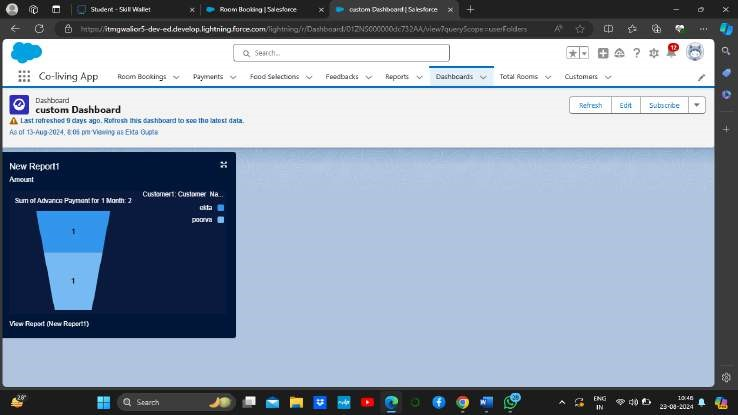 Student - Skill Wallet
Room Booking | Salesforce
custom Dashboard | Salesforce
https://itmgwalior5-dev-ed.develop.lightning.force.com/lightning/r/Dashboard/01ZNS000000dc732AA/view?queryScope=userFolders
Search...
12
Co-living App
Room Bookings
Payments
Food Selections
Feedbacks
Reports
Dashboards
Total Rooms
Customers
Dashboard
custom Dashboard
Refresh
Edit
Subscribe
Last refreshed 9 days ago. Refresh this dashboard to see the latest data.
As of 13-Aug-2024, 8:06 pm·Viewing as Ekta Gupta
New Report1
Amount
Customer1: Customer Na...
Sum of Advance Payment for 1 Month: 2
ekta
poorva
1
1
View Report (New Report1)
28°
Search
ENG
IN
10:46
23-08-2024